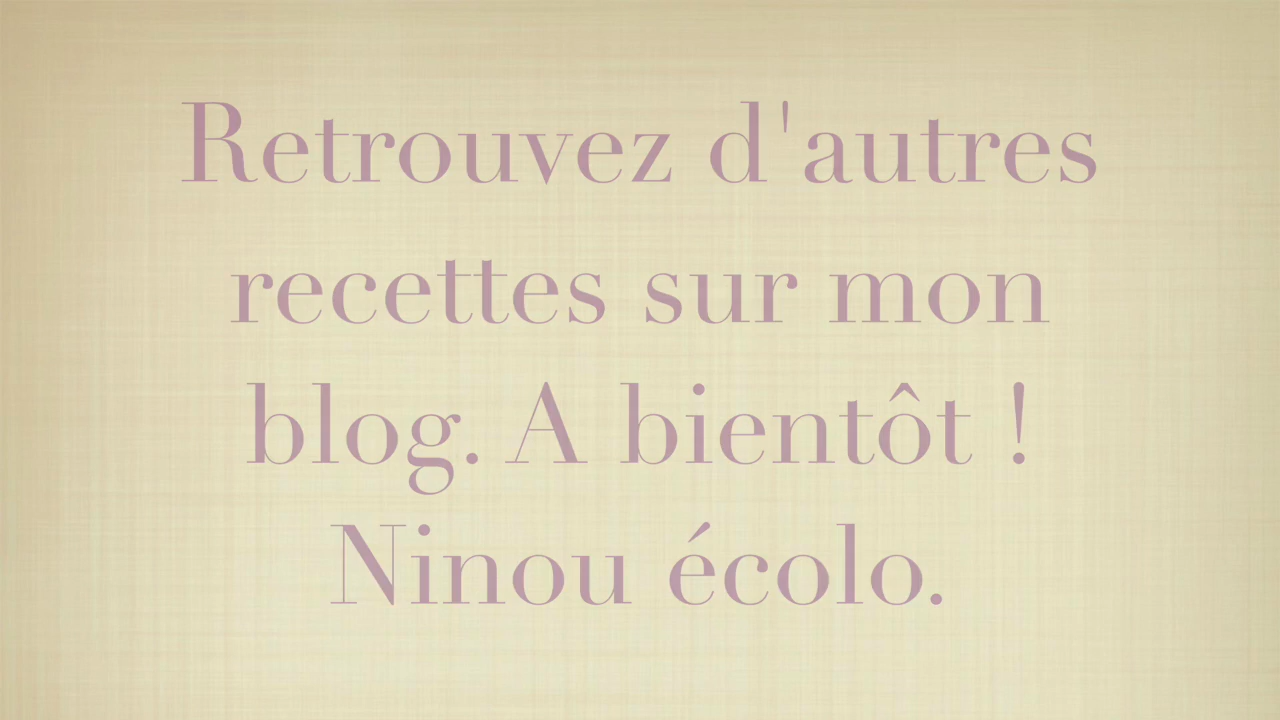 Retrouvez d'autres
recettes sur mon
blog. A bientôt !
Ninou écolo.